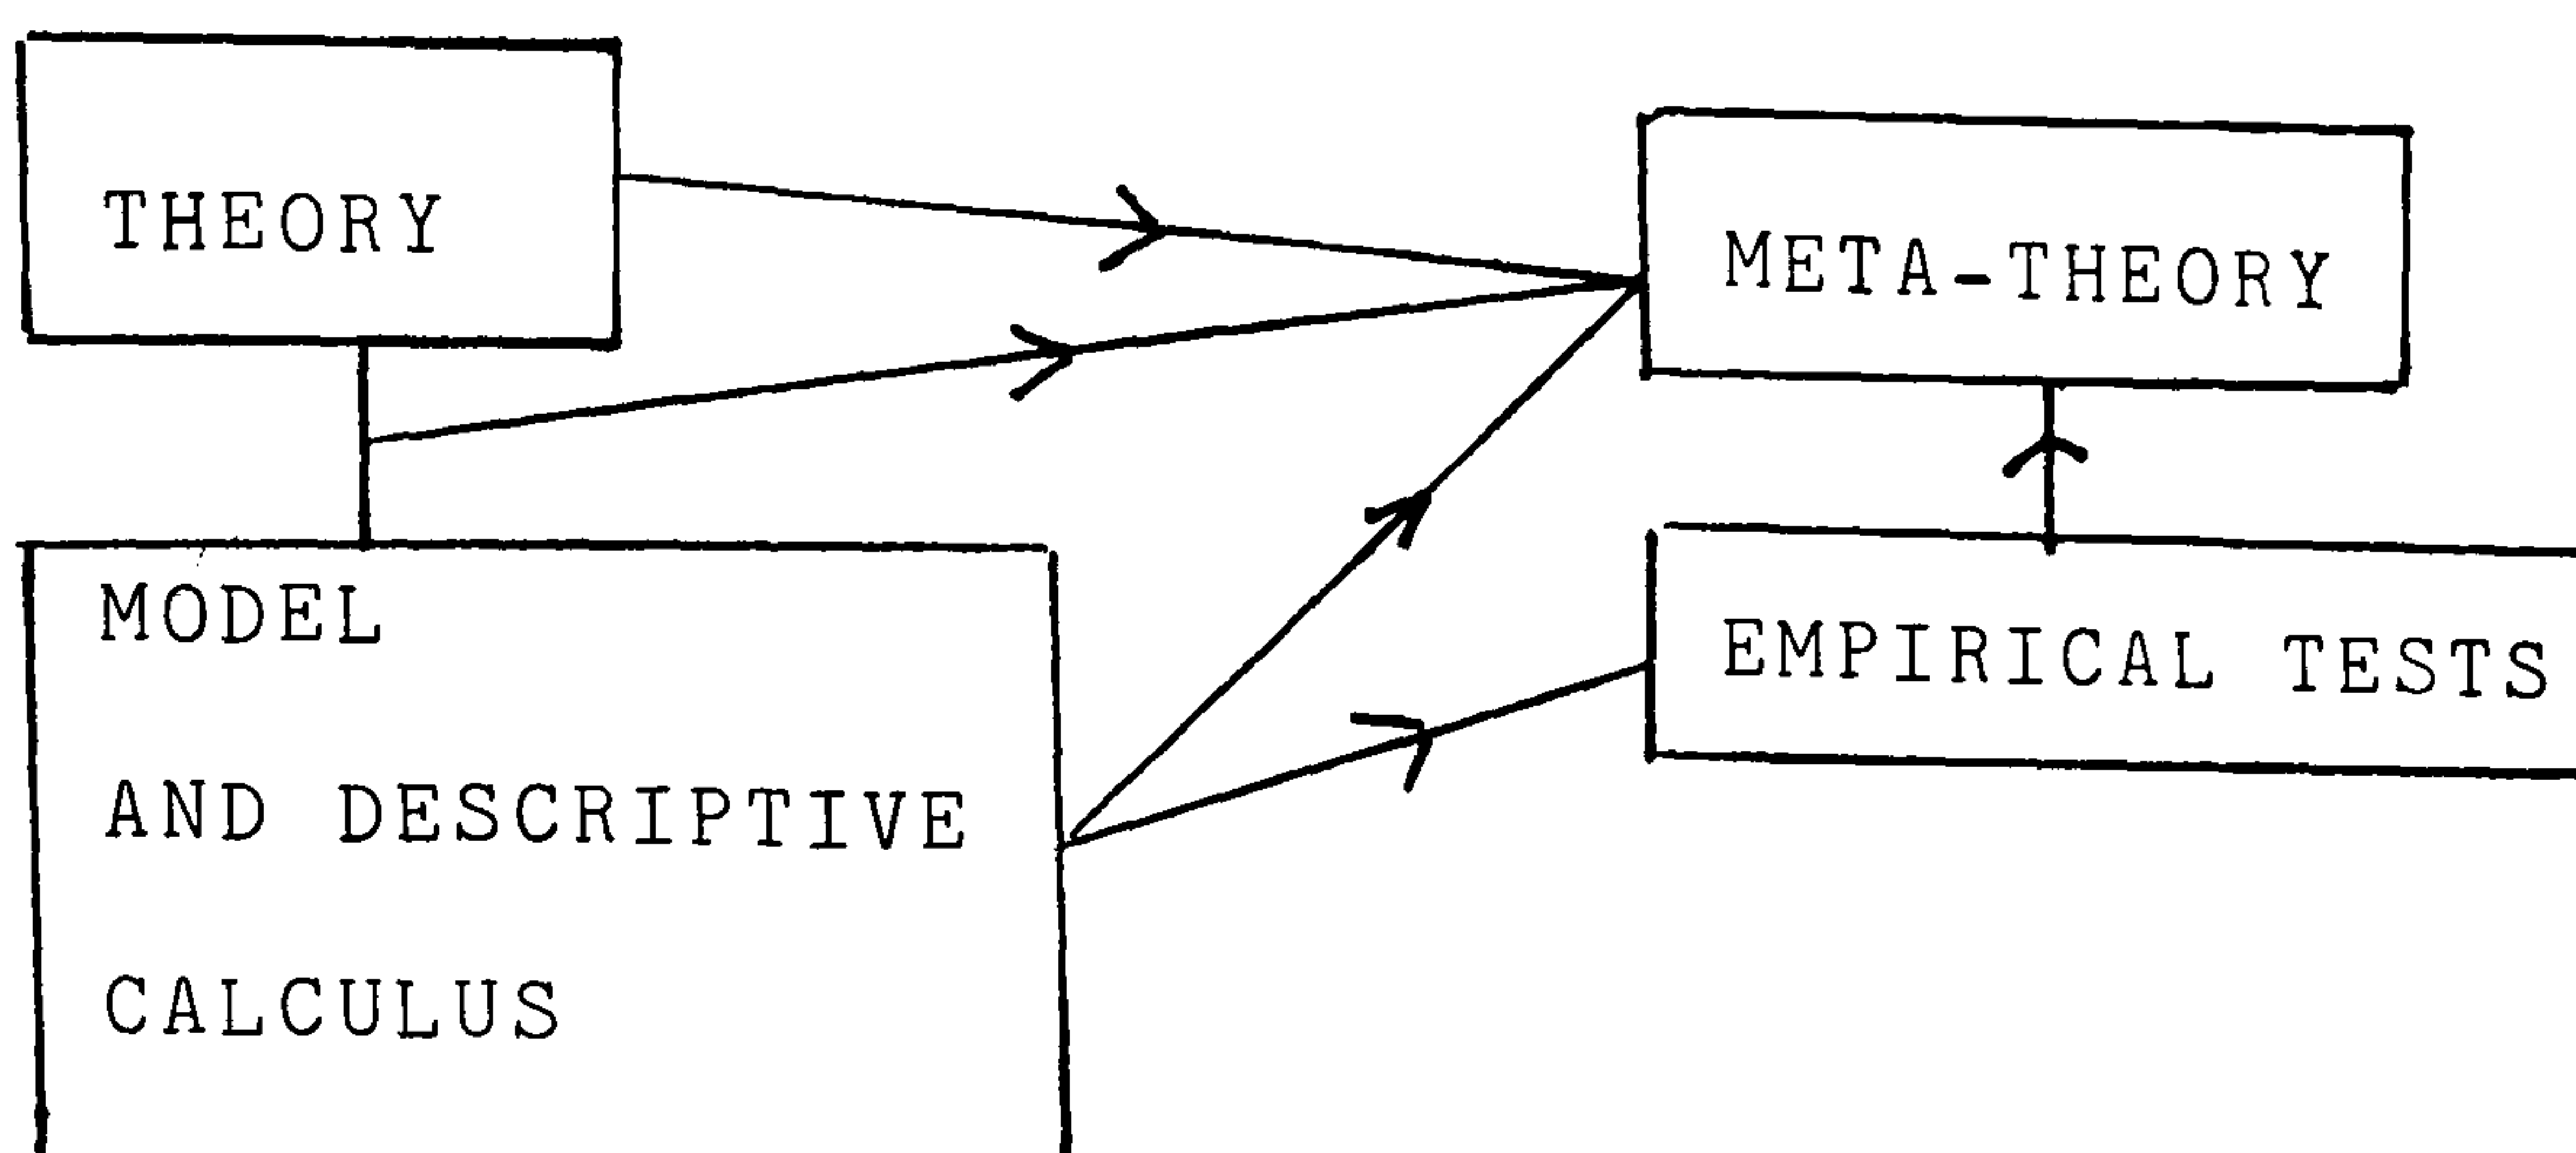 THEORY
META-THEORY
MODEL
AND DESCRIPTIVE
CALCULUS
EMPIRICAL TESTS